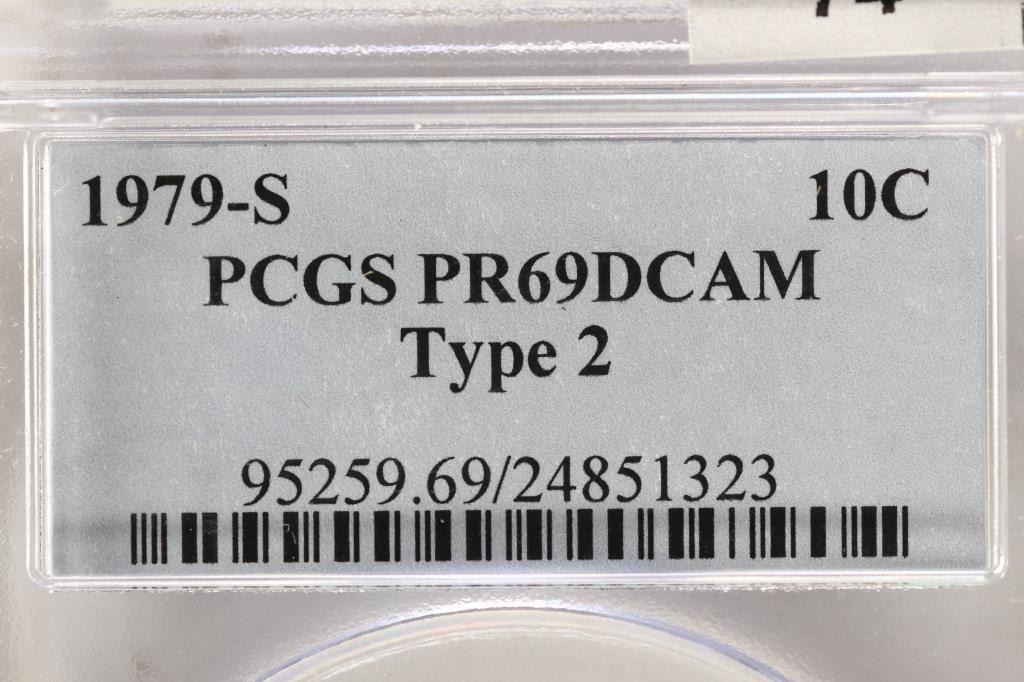 1979-S 10C
PCGS PR69DCAM
Type 2
95259.69/24851323